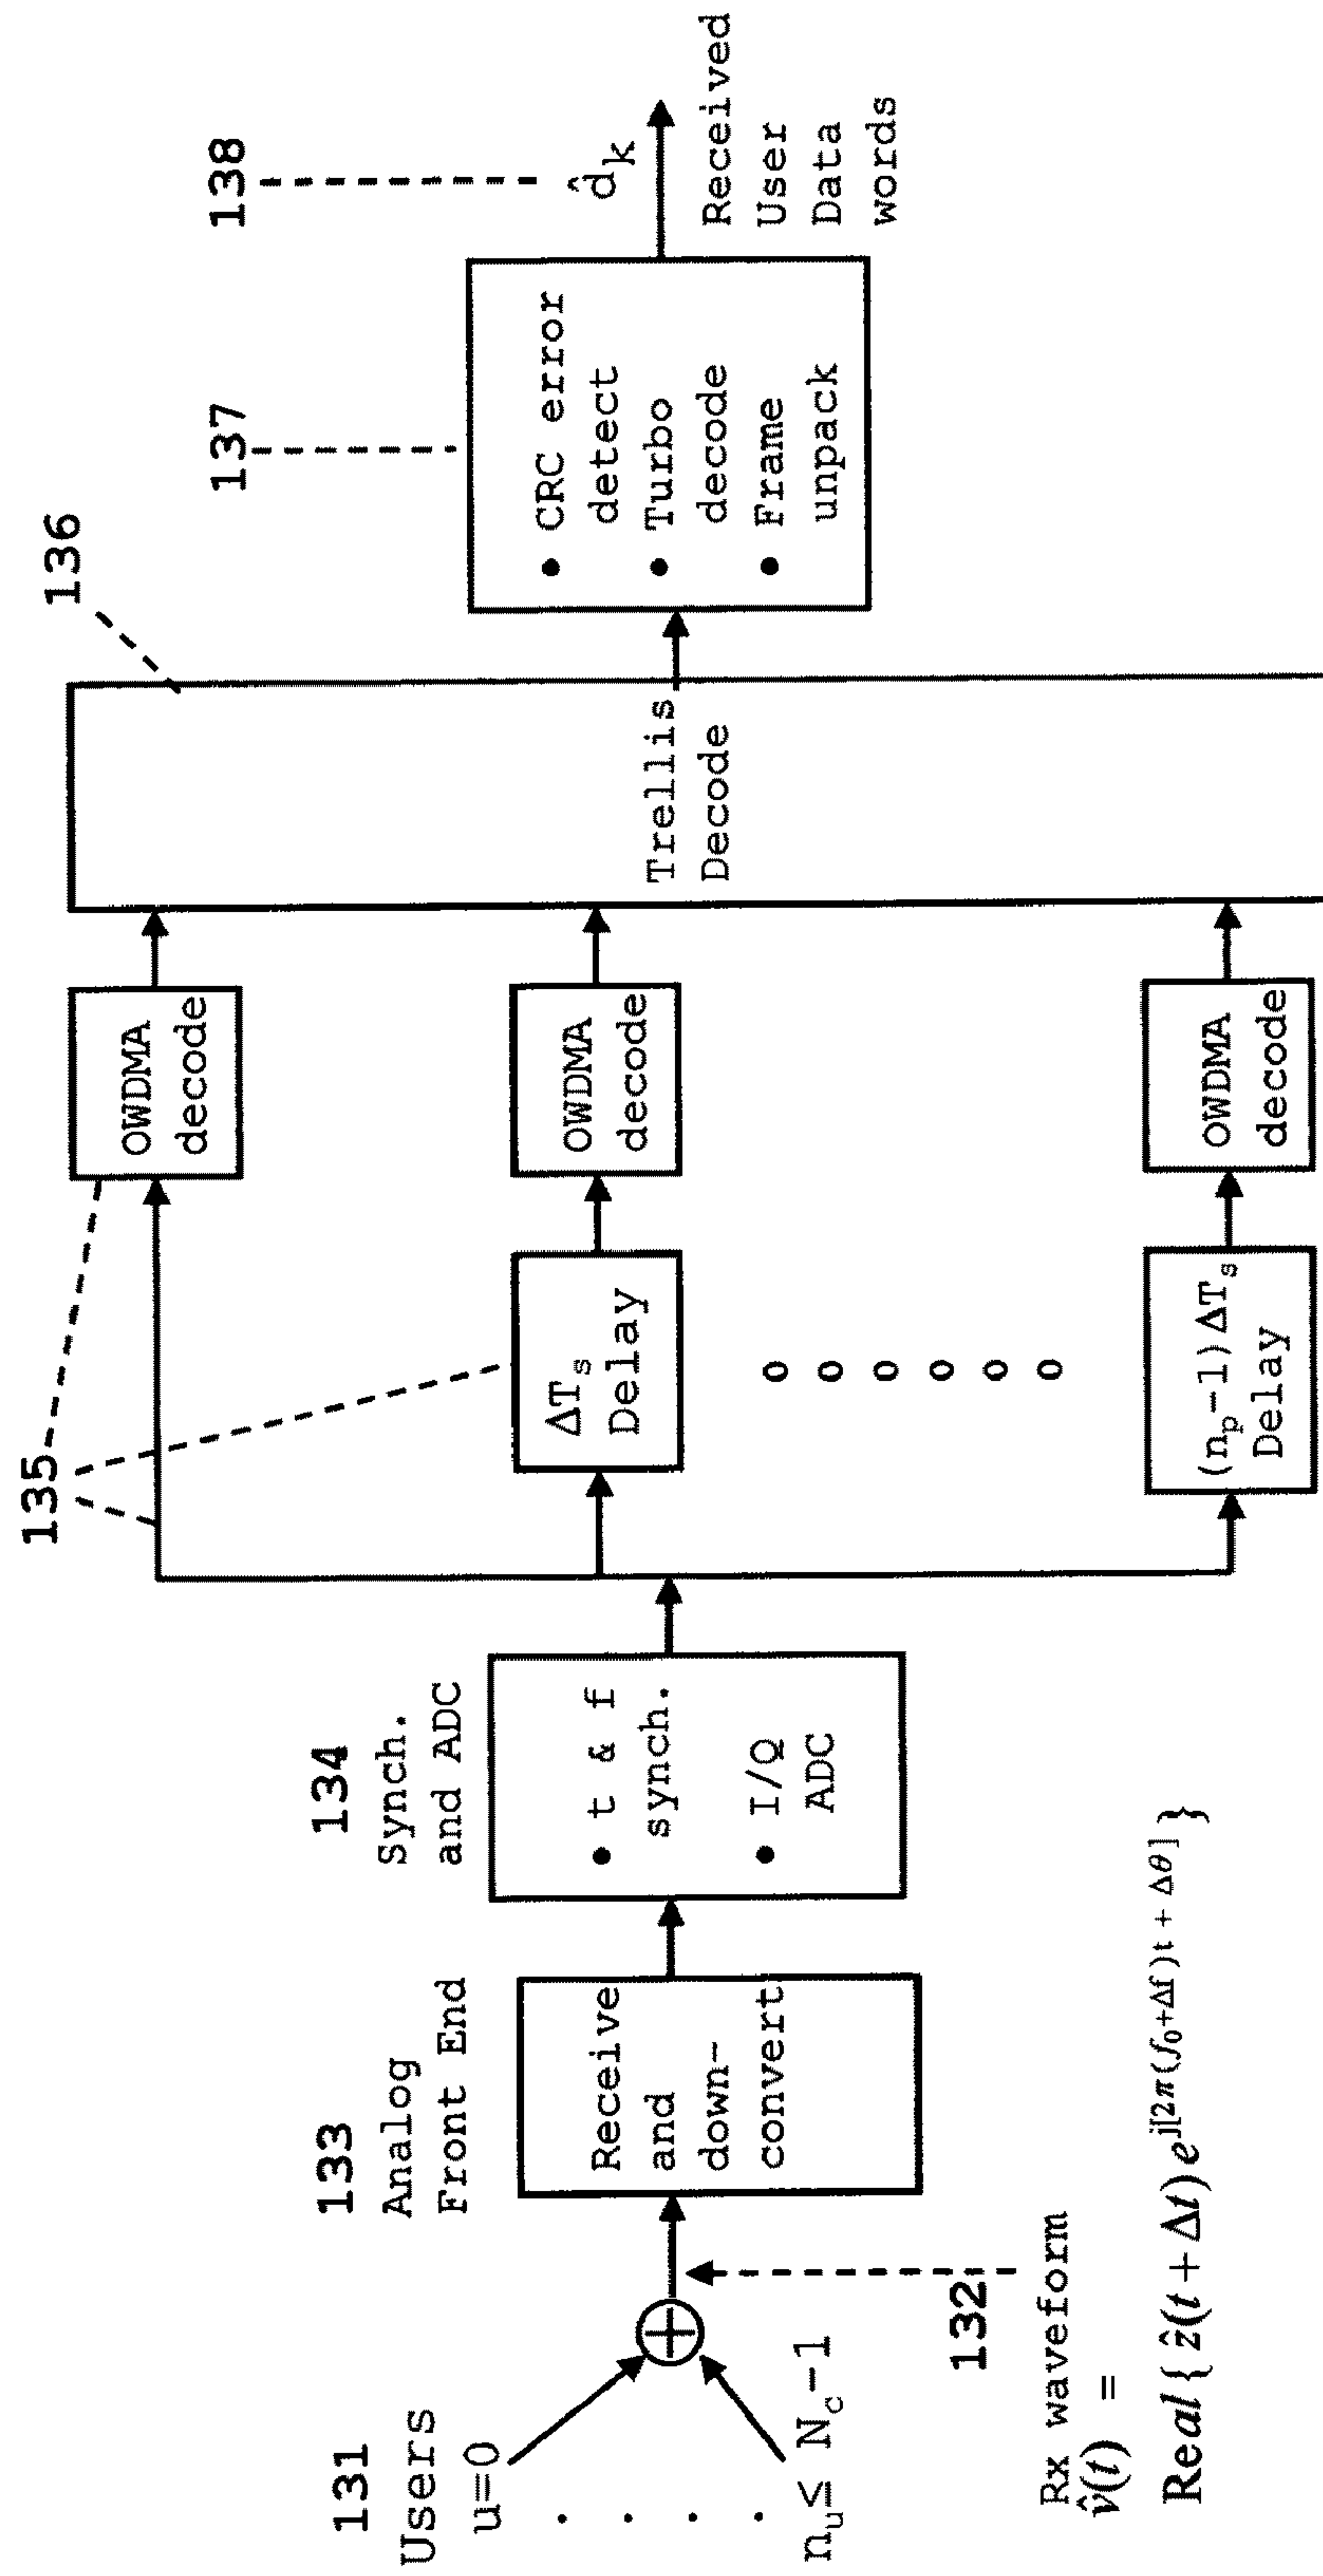 131
Users
u=0
n_u ≤ N_c-1
132
Rx waveform
v̂(t) =
Real{ ẑ(t + Δt) e^{j[2π(f_0+Δf)t + Δθ]} }
133
Analog
Front End
Receive
and
down-
convert
134
Synch.
and ADC
• t & f
synch.
• I/Q
ADC
135
OWDMA
decode
ΔT_s
Delay
OWDMA
decode
(n_p-1)ΔT_s
Delay
OWDMA
decode
136
Trellis
Decode
137
• CRC error
detect
• Turbo
decode
• Frame
unpack
138
d̂_k
Received
User
Data
words